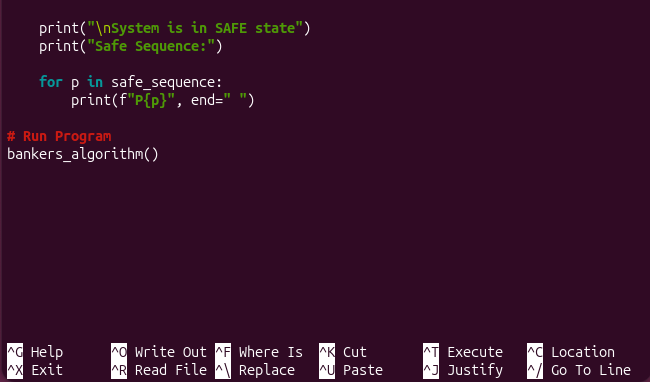 print("\nSystem is in SAFE state")
    print("Safe Sequence:")

    for p in safe_sequence:
        print(f"P{p}", end=" ")

# Run Program
bankers_algorithm()

^G Help      ^O Write Out ^F Where Is  ^K Cut       ^T Execute   ^C Location
^X Exit      ^R Read File ^\ Replace   ^U Paste     ^J Justify   ^/ Go To Line